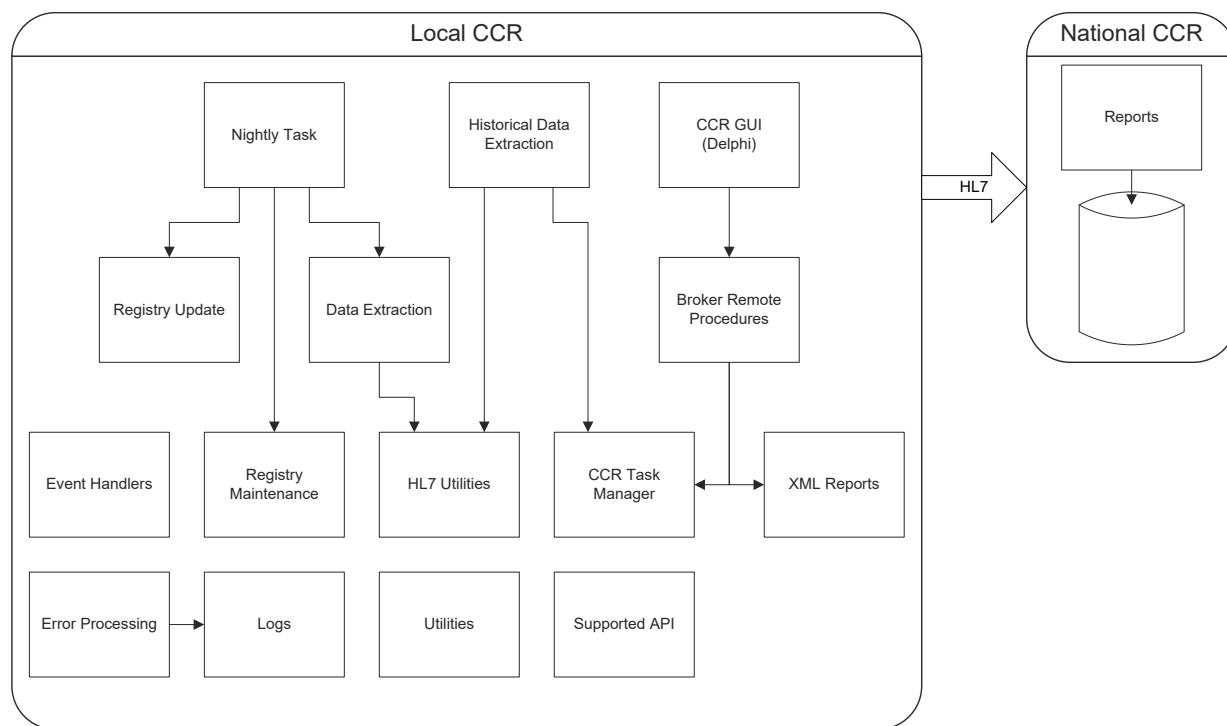 Local CCR
National CCR
Nightly Task
Historical Data
Extraction
CCR GUI
(Delphi)
Reports
HL7
Registry Update
Data Extraction
Broker Remote
Procedures
Event Handlers
Registry
Maintenance
HL7 Utilities
CCR Task
Manager
XML Reports
Error Processing
Logs
Utilities
Supported API